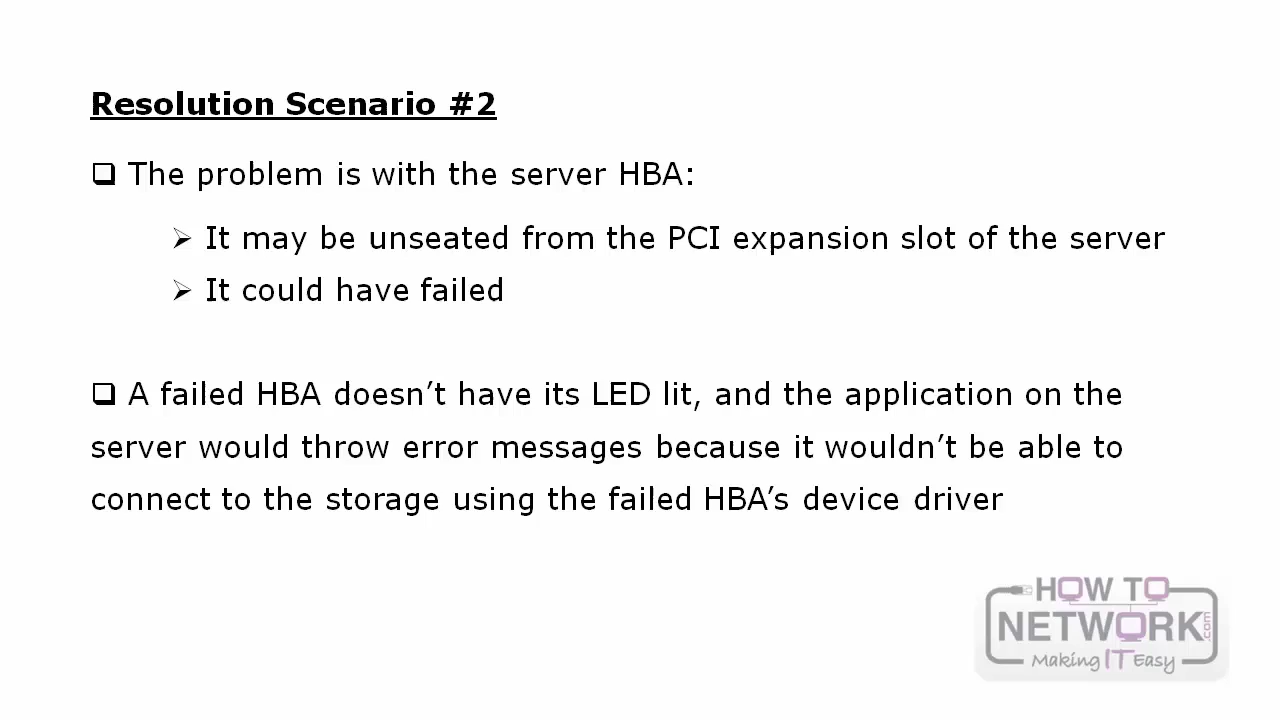 Resolution Scenario #2
❑ The problem is with the server HBA:
➢ It may be unseated from the PCI expansion slot of the server
➢ It could have failed
❑ A failed HBA doesn’t have its LED lit, and the application on the
server would throw error messages because it wouldn’t be able to
connect to the storage using the failed HBA’s device driver
HOW TO
NETWORK.com
Making IT Easy